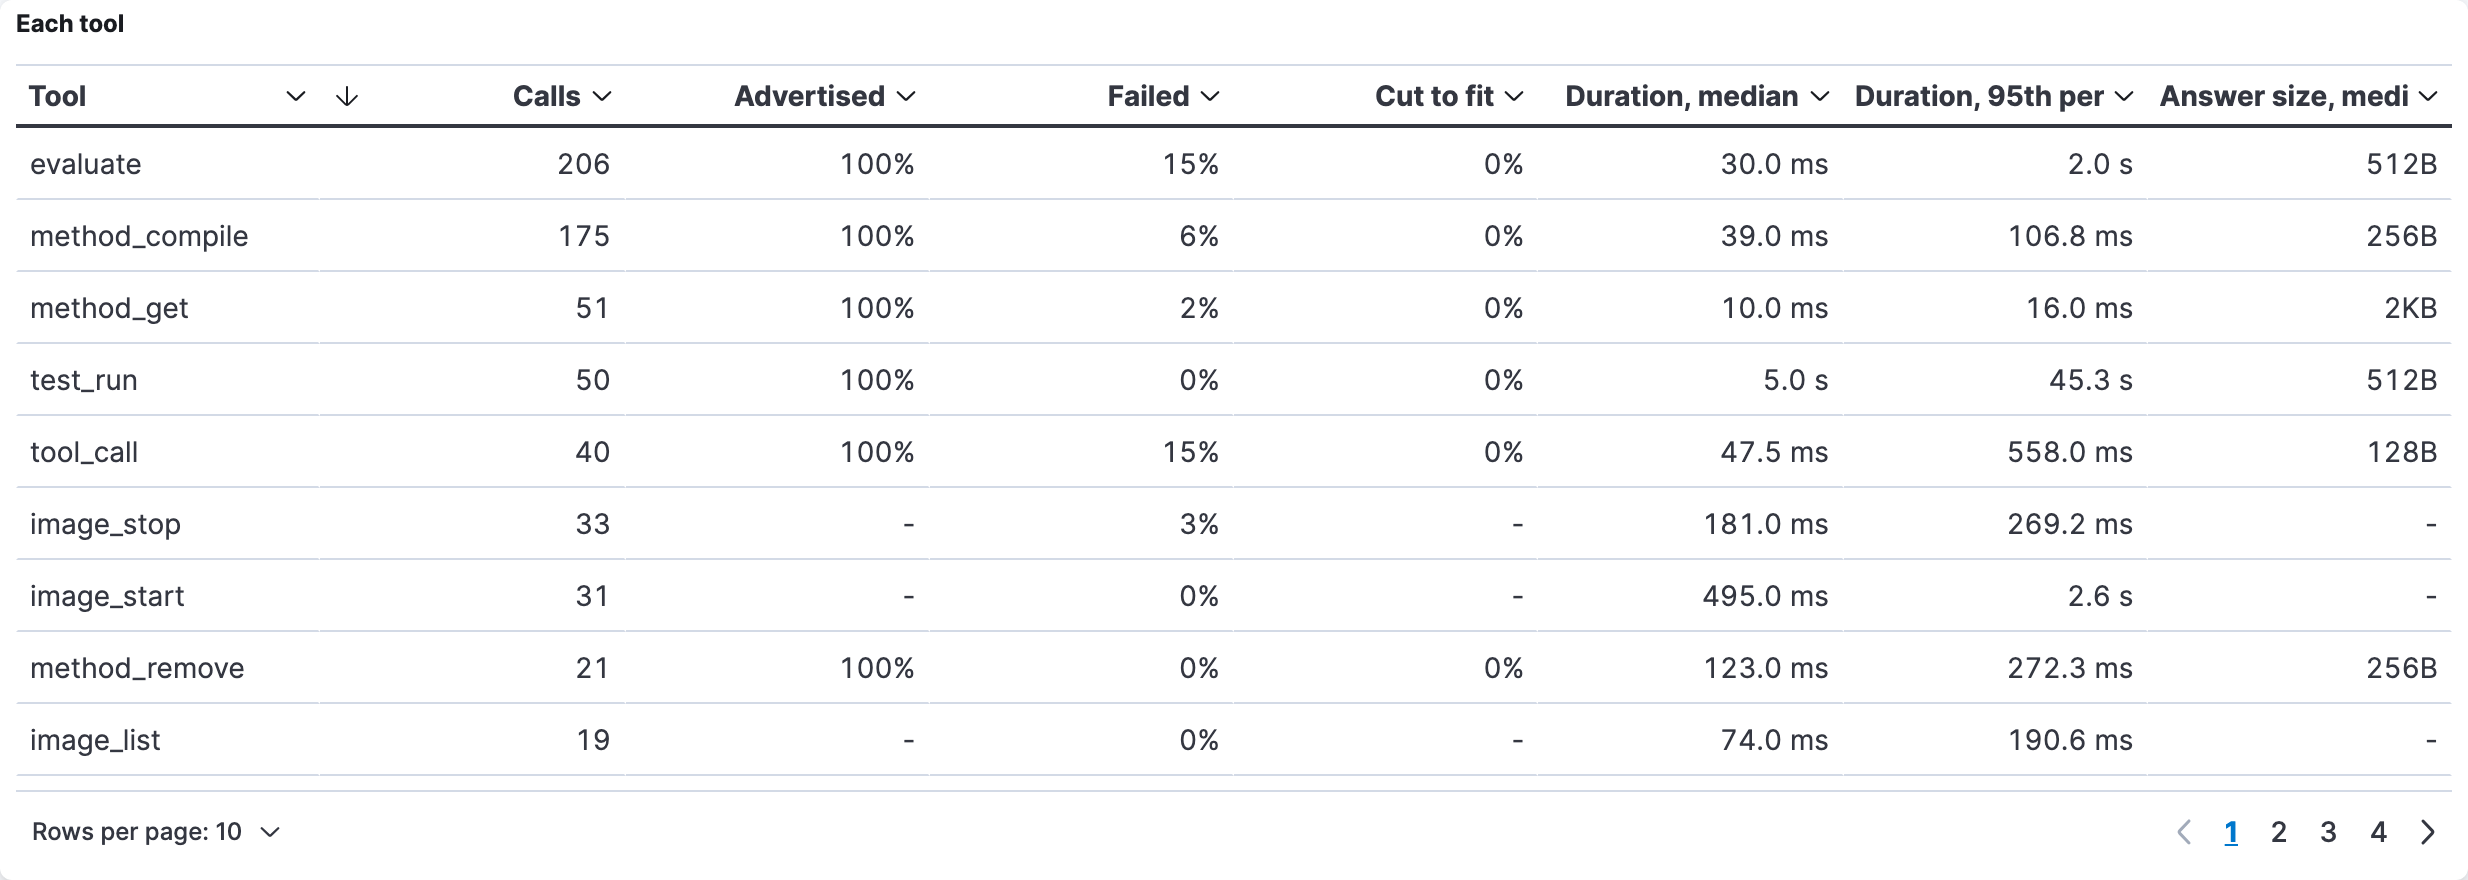 Each tool
Tool Calls Advertised Failed Cut to fit Duration, median Duration, 95th per Answer size, medi
evaluate 206 100% 15% 0% 30.0 ms 2.0 s 512B
method_compile 175 100% 6% 0% 39.0 ms 106.8 ms 256B
method_get 51 100% 2% 0% 10.0 ms 16.0 ms 2KB
test_run 50 100% 0% 0% 5.0 s 45.3 s 512B
tool_call 40 100% 15% 0% 47.5 ms 558.0 ms 128B
image_stop 33 - 3% - 181.0 ms 269.2 ms -
image_start 31 - 0% - 495.0 ms 2.6 s -
method_remove 21 100% 0% 0% 123.0 ms 272.3 ms 256B
image_list 19 - 0% - 74.0 ms 190.6 ms -
Rows per page: 10 1 2 3 4